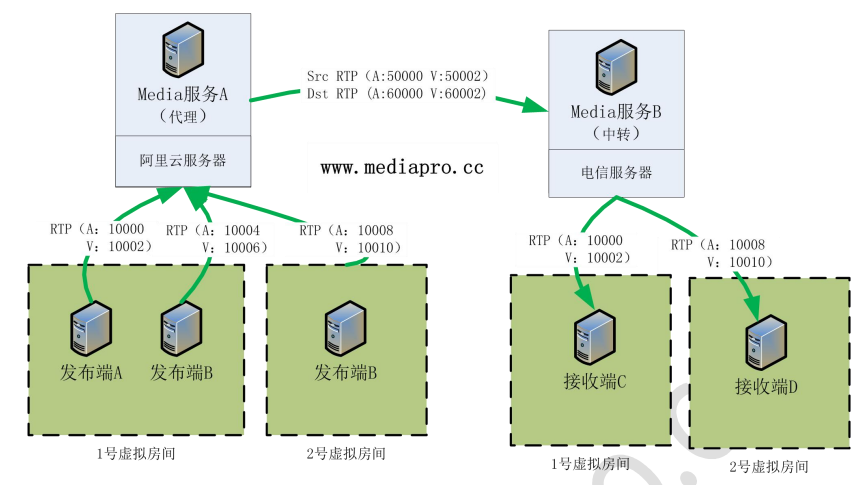 Media服务A
（代理）
阿里云服务器
Src RTP（A:50000 V:50002）
Dst RTP (A:60000 V:60002)
Media服务B
（中转）
电信服务器
www.mediapro.cc
RTP（A: 10000
V: 10002）
RTP（A: 10004
V: 10006）
RTP（A: 10008
V: 10010）
RTP（A: 10000
V: 10002）
RTP（A: 10008
V: 10010）
发布端A
发布端B
发布端B
接收端C
接收端D
1号虚拟房间
2号虚拟房间
1号虚拟房间
2号虚拟房间